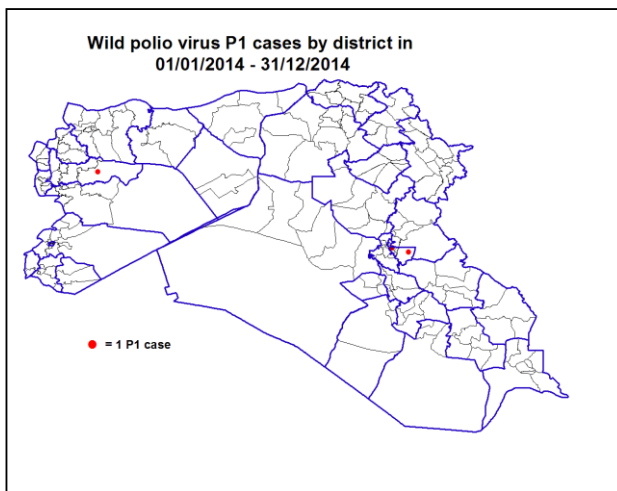 Wild polio virus P1 cases by district in
01/01/2014 - 31/12/2014
= 1 P1 case